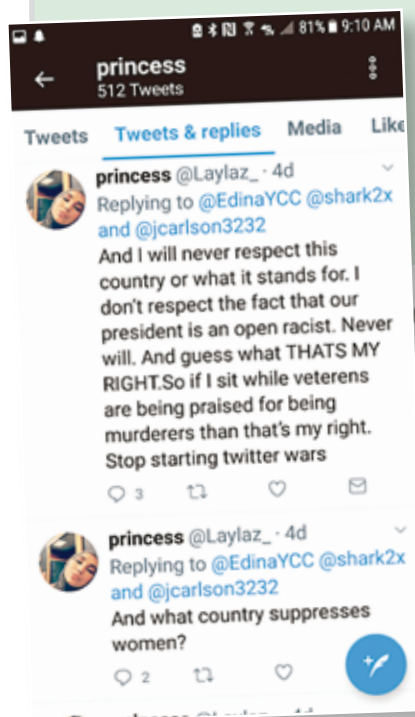 81% 9:10 AM
princess
512 Tweets
Tweets Tweets & replies Media Like
princess @Laylaz_ · 4d
Replying to @EdinaYCC @shark2x
and @jcarlson3232
And I will never respect this
country or what it stands for. I
don't respect the fact that our
president is an open racist. Never
will. And guess what THATS MY
RIGHT.So if I sit while veterens
are being praised for being
murderers than that's my right.
Stop starting twitter wars
3
princess @Laylaz_ · 4d
Replying to @EdinaYCC @shark2x
and @jcarlson3232
And what country suppresses
women?
2